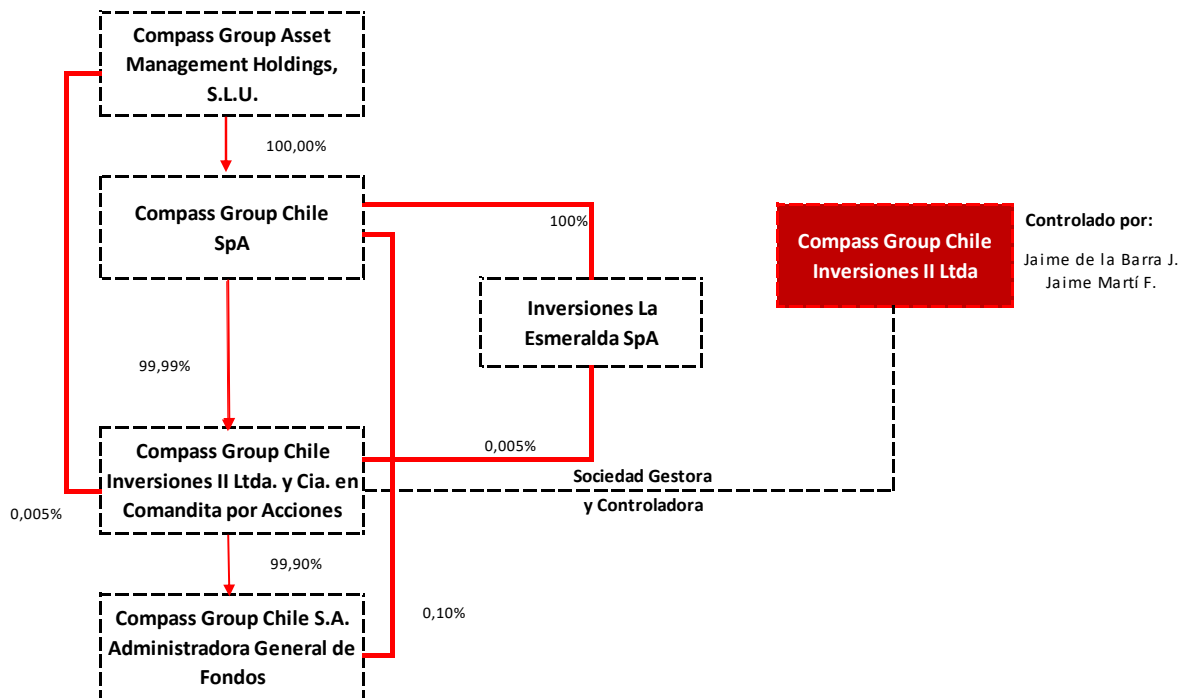 Compass Group Asset
Management Holdings,
S.L.U.
100,00%
Compass Group Chile
SpA
100%
Compass Group Chile
Inversiones II Ltda
Controlado por:
Jaime de la Barra J.
Jaime Martí F.
Inversiones La
Esmeralda SpA
99,99%
Compass Group Chile
Inversiones II Ltda. y Cia. en
Comandita por Acciones
0,005%
Sociedad Gestora
y Controladora
0,005%
99,90%
Compass Group Chile S.A.
Administradora General de
Fondos
0,10%